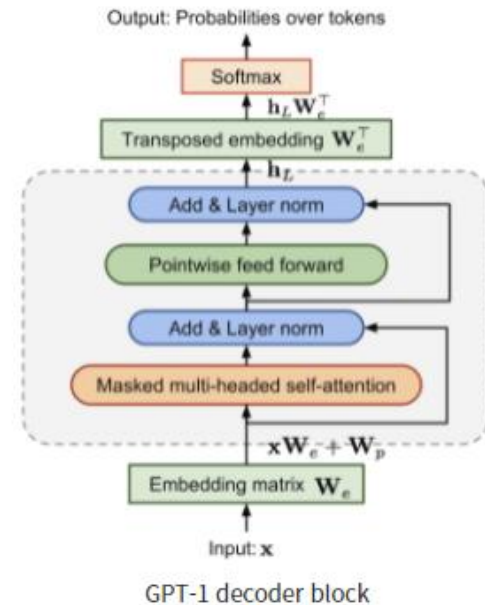 Output: Probabilities over tokens
Softmax
h_L W_e^⊤
Transposed embedding W_e^⊤
h_L
Add & Layer norm
Pointwise feed forward
Add & Layer norm
Masked multi-headed self-attention
xW_e + W_p
Embedding matrix W_e
Input: x
GPT-1 decoder block